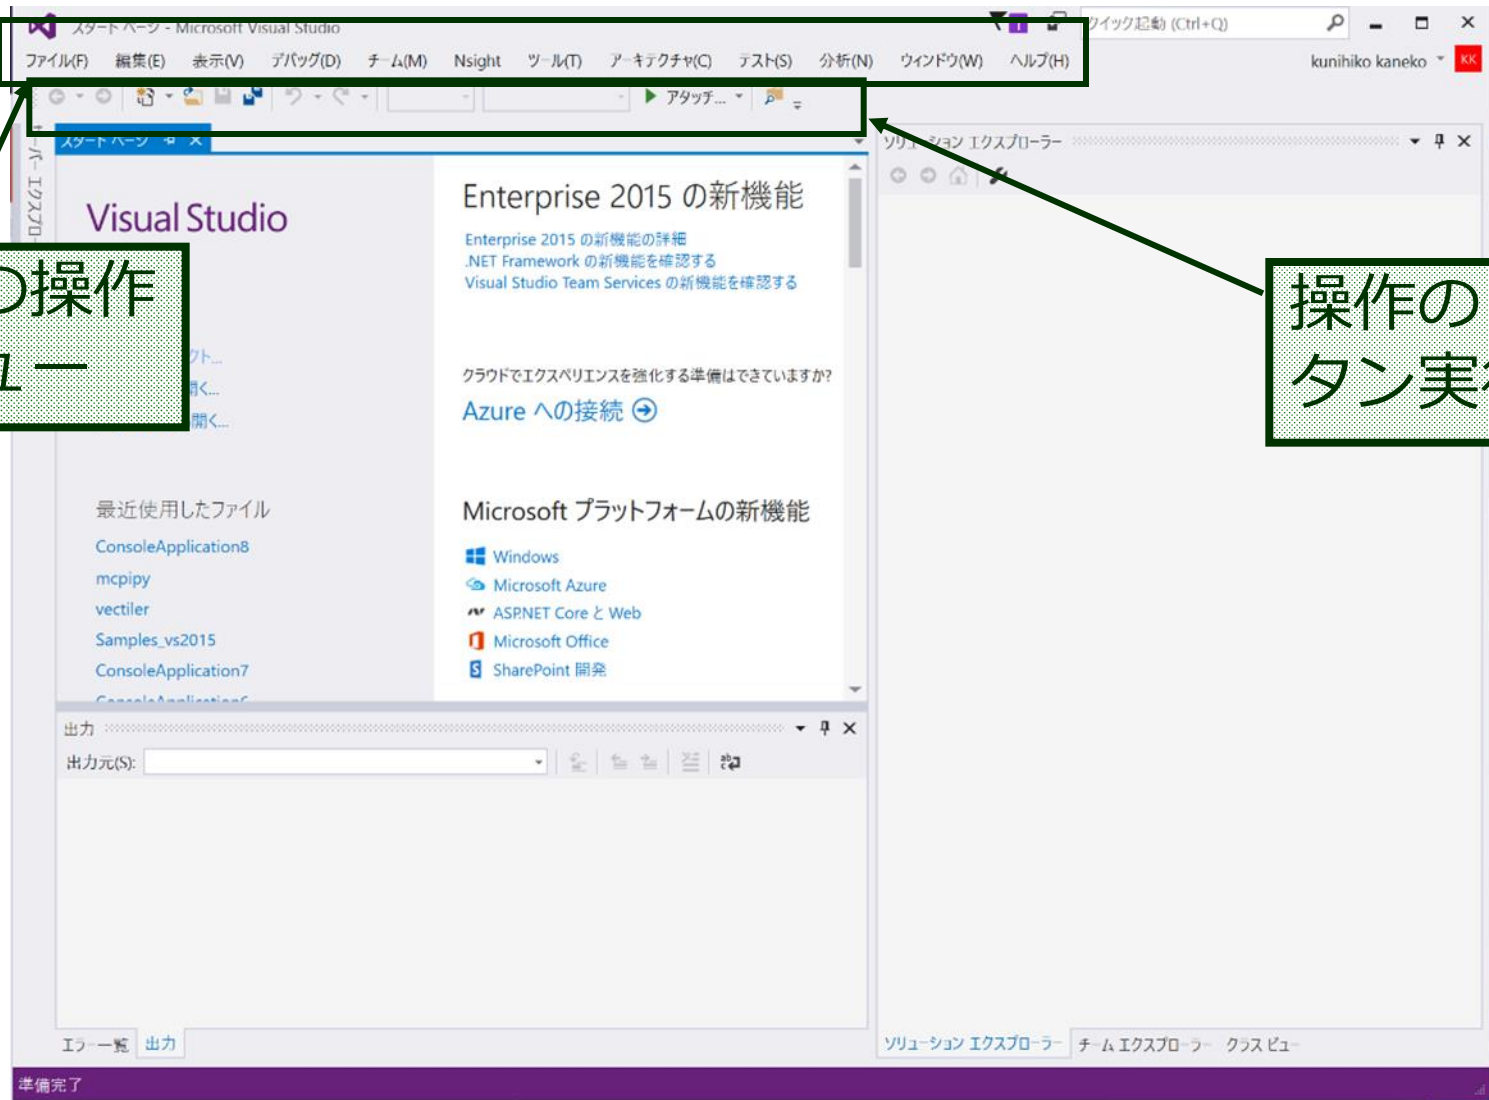 スタート ページ - Microsoft Visual Studio
クイック起動 (Ctrl+Q)
ファイル(F) 編集(E) 表示(V) デバッグ(D) チーム(M) Nsight ツール(T) アーキテクチャ(C) テスト(S) 分析(N) ウィンドウ(W) ヘルプ(H)
kunihiko kaneko KK
アタッチ...
スタート ページ
ソリューション エクスプローラー
Visual Studio
Enterprise 2015 の新機能
Enterprise 2015 の新機能の詳細
.NET Framework の新機能を確認する
Visual Studio Team Services の新機能を確認する
の操作
ュー
操作の
タン実行
クト...
開く...
開く...
クラウドでエクスペリエンスを強化する準備はできていますか?
Azure への接続
最近使用したファイル
ConsoleApplication8
mcpipy
vectiler
Samples_vs2015
ConsoleApplication7
ConsoleApplication6
Microsoft プラットフォームの新機能
Windows
Microsoft Azure
ASP.NET Core と Web
Microsoft Office
SharePoint 開発
出力
出力元(S):
エラー一覧 出力
ソリューション エクスプローラー チーム エクスプローラー クラス ビュー
準備完了